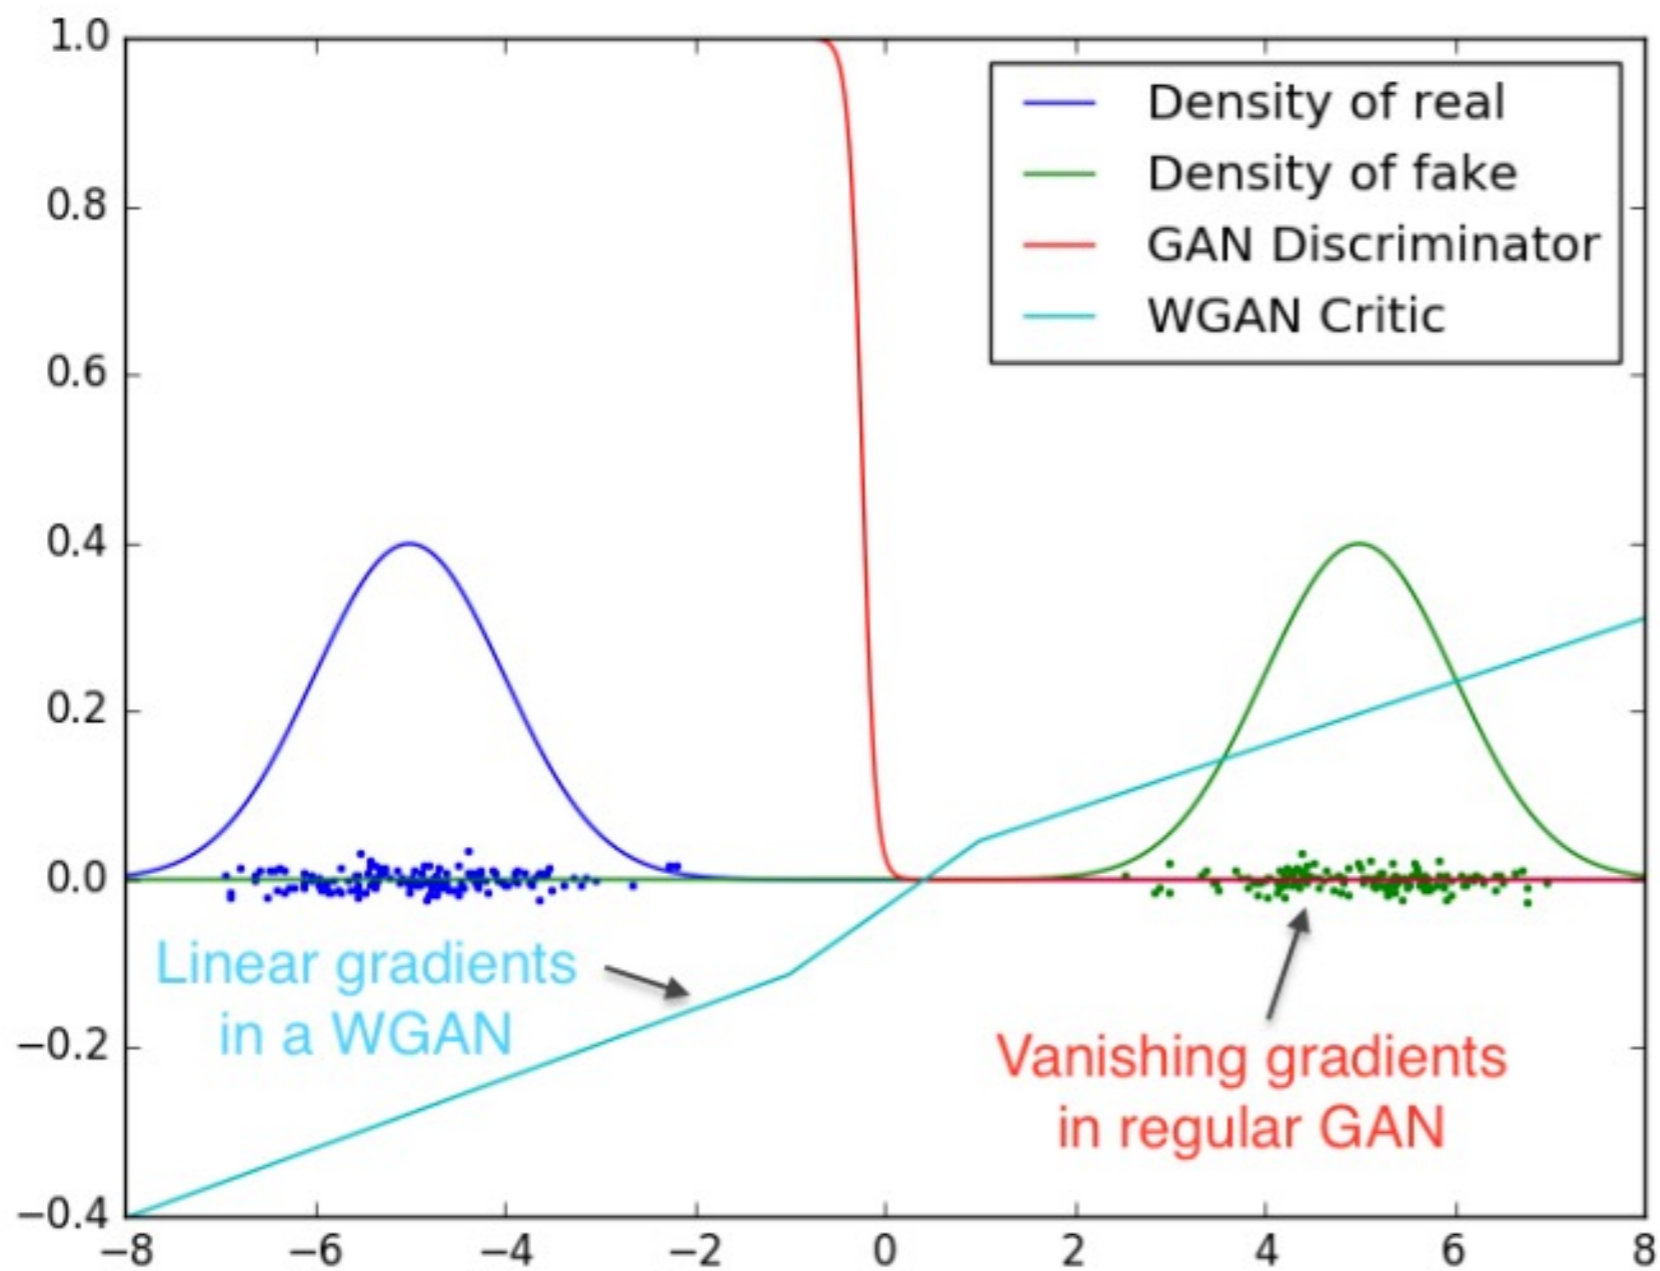 1.0
0.8
0.6
0.4
0.2
0.0
−0.2
−0.4
−8 −6 −4 −2 0 2 4 6 8
Density of real
Density of fake
GAN Discriminator
WGAN Critic
Linear gradients
in a WGAN
Vanishing gradients
in regular GAN